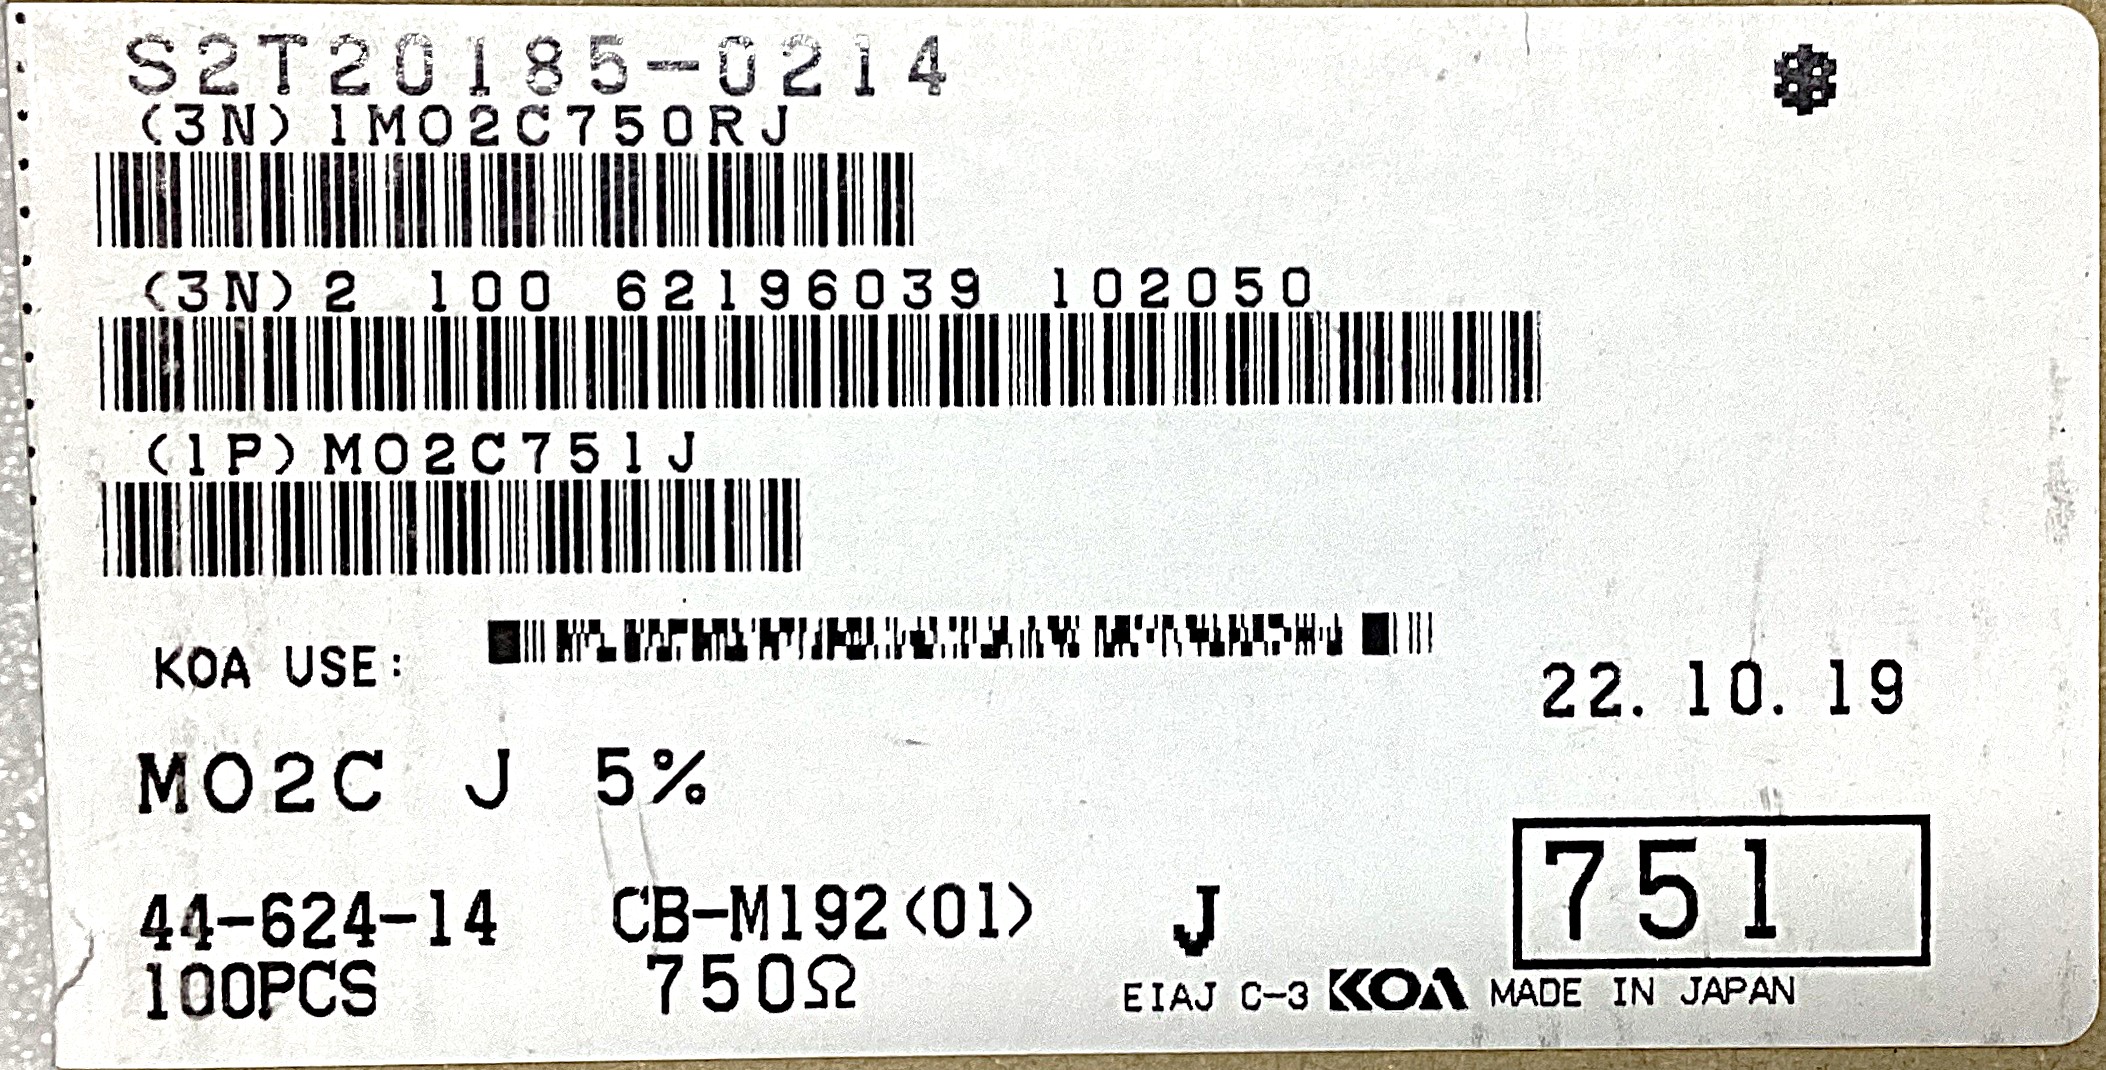 S2T20185-0214
(3N)1MO2C750RJ
(3N)2 100 62196039 102050
(1P)MO2C751J
KOA USE:
22.10.19
MO2C J 5%
751
44-624-14 CB-M192<01> J
100PCS 750Ω
EIAJ C-3 KOA MADE IN JAPAN